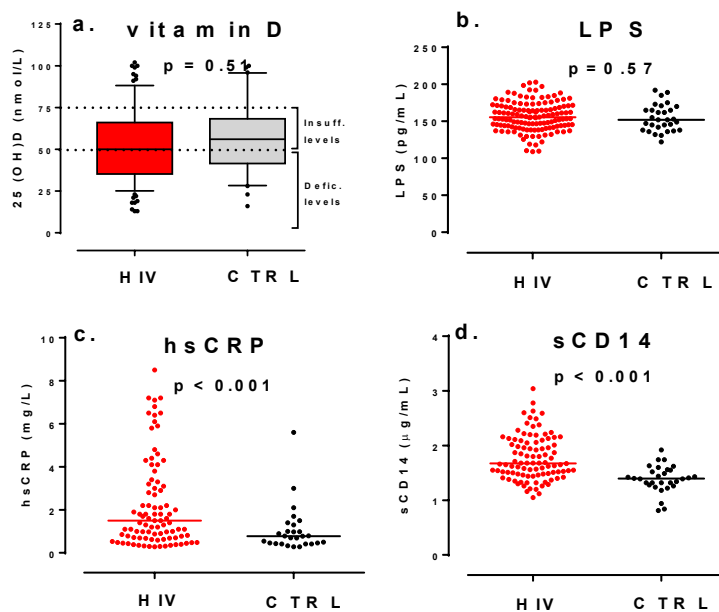 a. vitamin D
p = 0.51
25 (OH)D (nmol/L)
125
100
75
50
25
0
Insuff.
levels
Defic.
levels
HIV CTRL
b. LPS
p = 0.57
LPS (pg/mL)
250
200
150
100
50
0
HIV CTRL
c. hsCRP
p < 0.001
hsCRP (mg/L)
10
8
6
4
2
0
HIV CTRL
d. sCD14
p < 0.001
sCD14 (μg/mL)
4
3
2
1
0
HIV CTRL